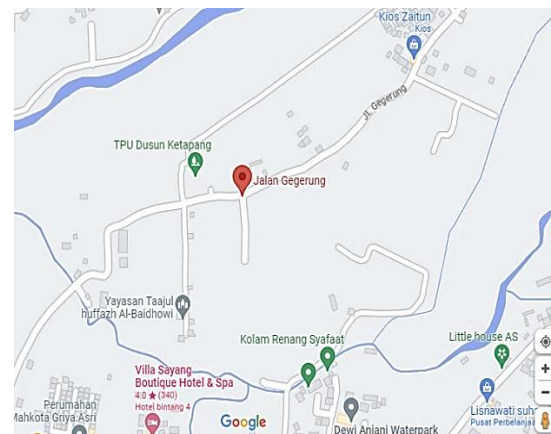 Kios Zaitun
Kios
Jl. Gegerung
TPU Dusun Ketapang
Jalan Gegerung
Yayasan Taajul
huffazh Al-Baidhowi
Kolam Renang Syafaat
Little house AS
Villa Sayang
Boutique Hotel & Spa
4.0 ★ (340)
Hotel bintang 4
Perumahan
Mahkota Griya Asri
Google
Dewi Anjani Waterpark
Lisnawati suh
Pusat Perbelanja